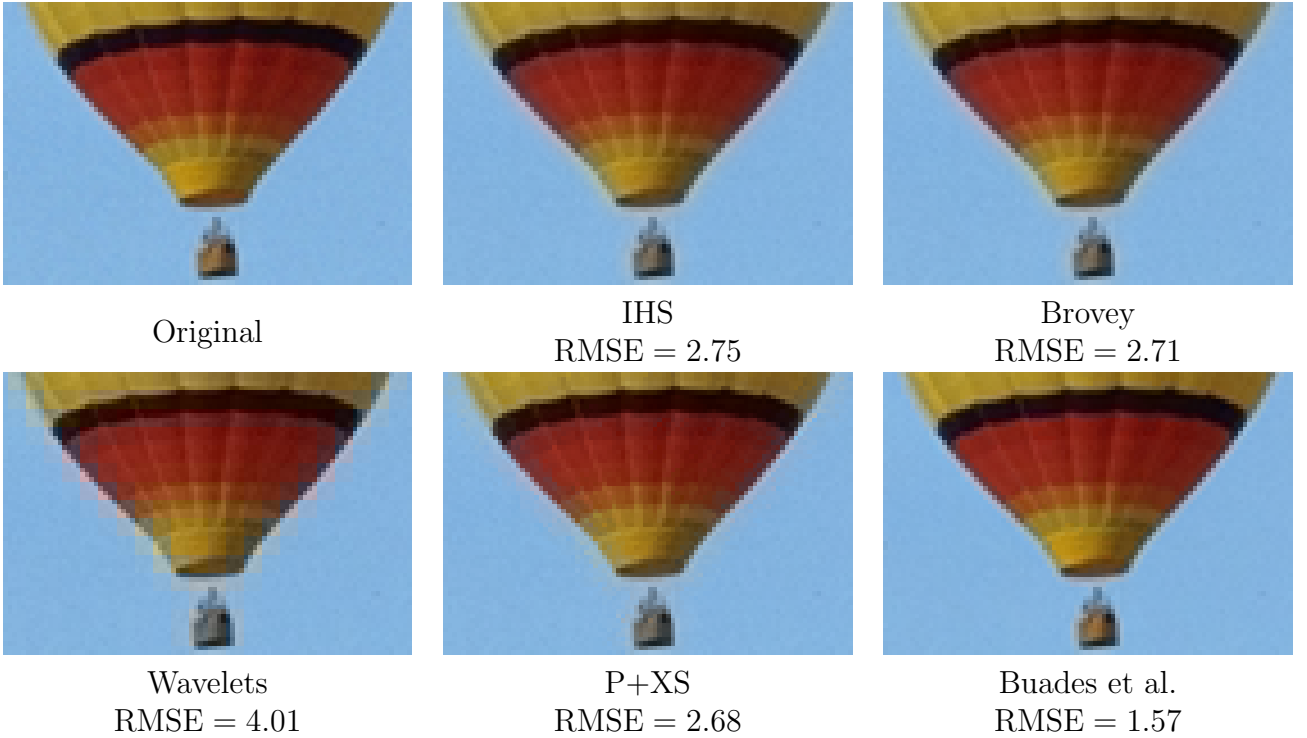 Original
IHS
RMSE = 2.75
Brovey
RMSE = 2.71
Wavelets
RMSE = 4.01
P+XS
RMSE = 2.68
Buades et al.
RMSE = 1.57